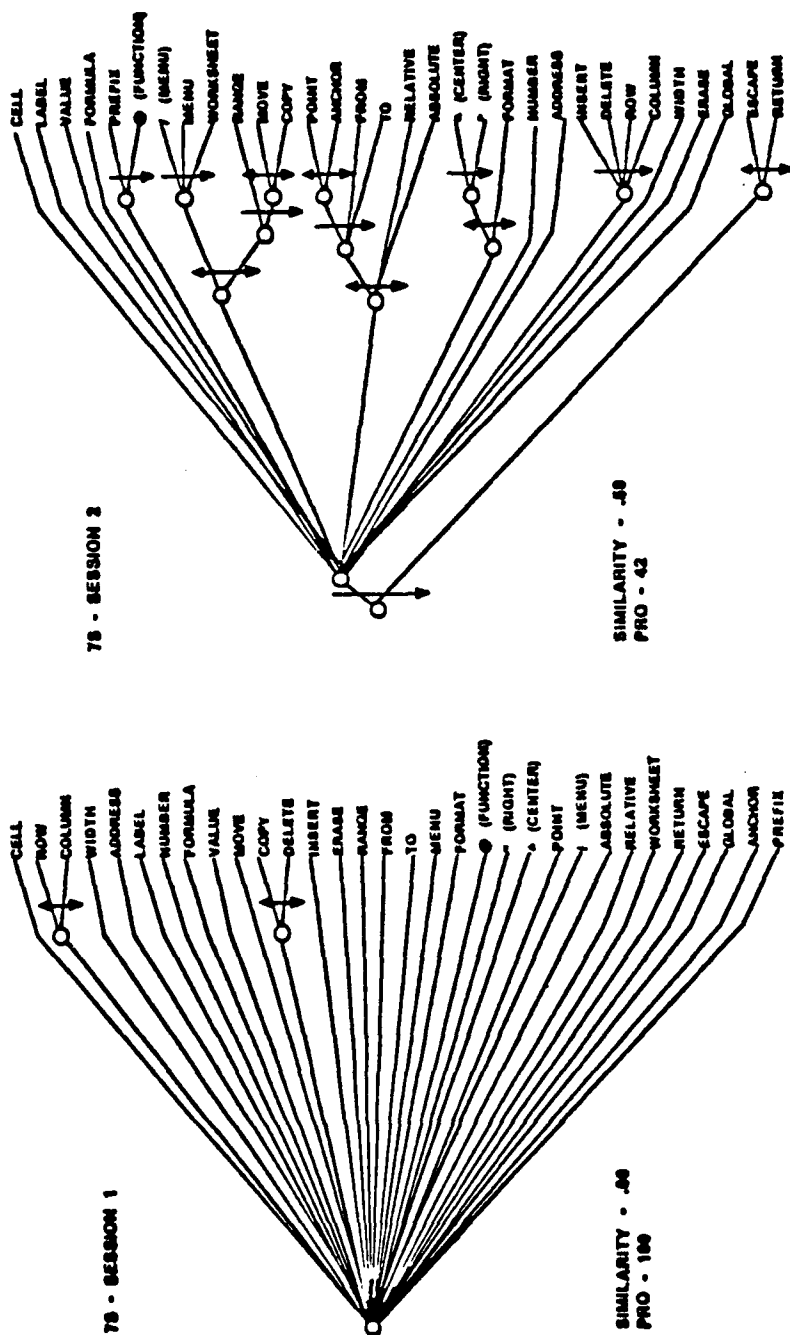 SESSION 1
CELL
ROW
COLUMN
WIDTH
ADDRESS
LABEL
NUMBER
FORMULA
VALUE
MOVE
COPY
DELETE
INSERT
ERASE
RANGE
FROM
TO
MENU
FORMAT
@ (FUNCTION)
(RIGHT)
^ (CENTER)
POINT
/ (MENU)
ABSOLUTE
RELATIVE
WORKSHEET
RETURN
ESCAPE
GLOBAL
ANCHOR
PREFIX
SIMILARITY -
PRO - 100
SESSION 2
CELL
LABEL
VALUE
FORMULA
PREFIX
@ (FUNCTION)
/ (MENU)
MENU
WORKSHEET
RANGE
MOVE
COPY
POINT
ANCHOR
FROM
TO
RELATIVE
ABSOLUTE
^ (CENTER)
(RIGHT)
FORMAT
NUMBER
ADDRESS
INSERT
DELETE
ROW
COLUMN
WIDTH
ERASE
GLOBAL
ESCAPE
RETURN
SIMILARITY -
PRO - 42